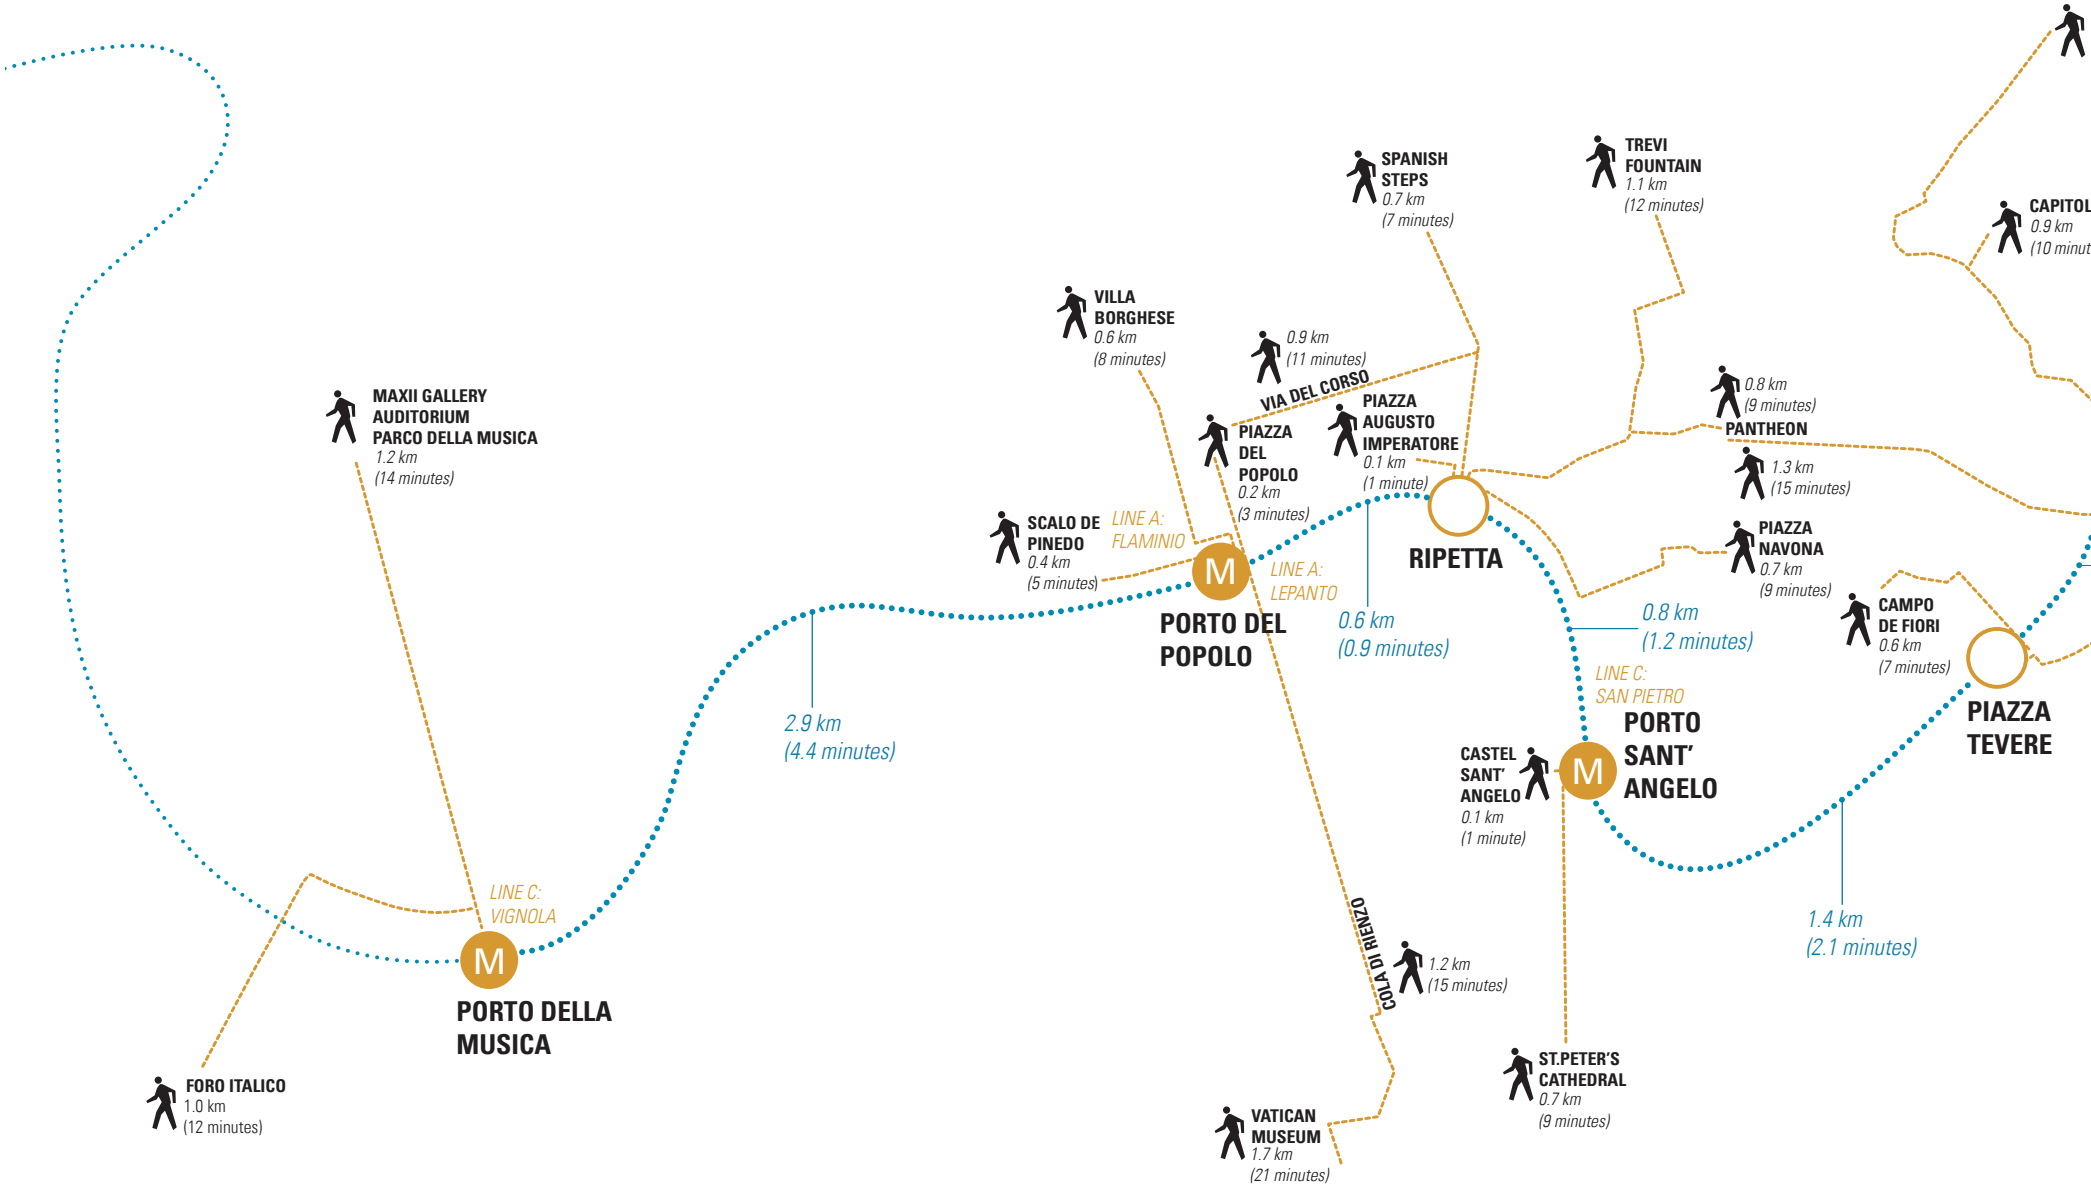 SPANISH
STEPS
0.7 km
(7 minutes)
TREVI
FOUNTAIN
1.1 km
(12 minutes)
CAPITOL
0.9 km
(10 minut
VILLA
BORGHESE
0.6 km
(8 minutes)
0.9 km
(11 minutes)
VIA DEL CORSO
MAXII GALLERY
AUDITORIUM
PARCO DELLA MUSICA
1.2 km
(14 minutes)
PIAZZA
DEL
POPOLO
0.2 km
(3 minutes)
PIAZZA
AUGUSTO
IMPERATORE
0.1 km
(1 minute)
0.8 km
(9 minutes)
PANTHEON
1.3 km
(15 minutes)
SCALO DE
PINEDO
0.4 km
(5 minutes)
LINE A:
FLAMINIO
M
LINE A:
LEPANTO
PORTO DEL
POPOLO
RIPETTA
0.6 km
(0.9 minutes)
PIAZZA
NAVONA
0.7 km
(9 minutes)
0.8 km
(1.2 minutes)
CAMPO
DE FIORI
0.6 km
(7 minutes)
PIAZZA
TEVERE
LINE C:
SAN PIETRO
PORTO
SANT'
ANGELO
M
CASTEL
SANT'
ANGELO
0.1 km
(1 minute)
2.9 km
(4.4 minutes)
1.4 km
(2.1 minutes)
LINE C:
VIGNOLA
M
PORTO DELLA
MUSICA
COLA DI RIENZO
1.2 km
(15 minutes)
FORO ITALICO
1.0 km
(12 minutes)
ST.PETER'S
CATHEDRAL
0.7 km
(9 minutes)
VATICAN
MUSEUM
1.7 km
(21 minutes)